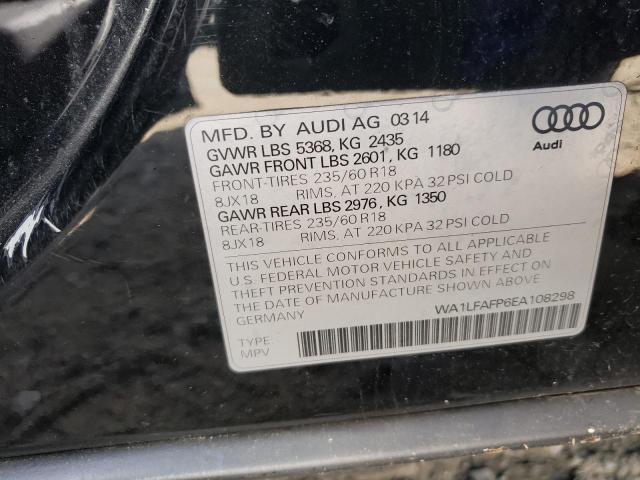 MFD. BY AUDI AG 03 14
GVWR LBS 5368, KG 2435
GAWR FRONT LBS 2601, KG 1180
FRONT-TIRES 235/60 R18
8JX18 RIMS, AT 220 KPA 32 PSI COLD
GAWR REAR LBS 2976, KG 1350
REAR-TIRES 235/60 R18
8JX18 RIMS, AT 220 KPA 32 PSI COLD
Audi
THIS VEHICLE CONFORMS TO ALL APPLICABLE
U.S. FEDERAL MOTOR VEHICLE SAFETY AND
THEFT PREVENTION STANDARDS IN EFFECT ON
THE DATE OF MANUFACTURE SHOWN ABOVE.
GERMANY
WA1LFAFP6EA108298
TYPE:
MPV